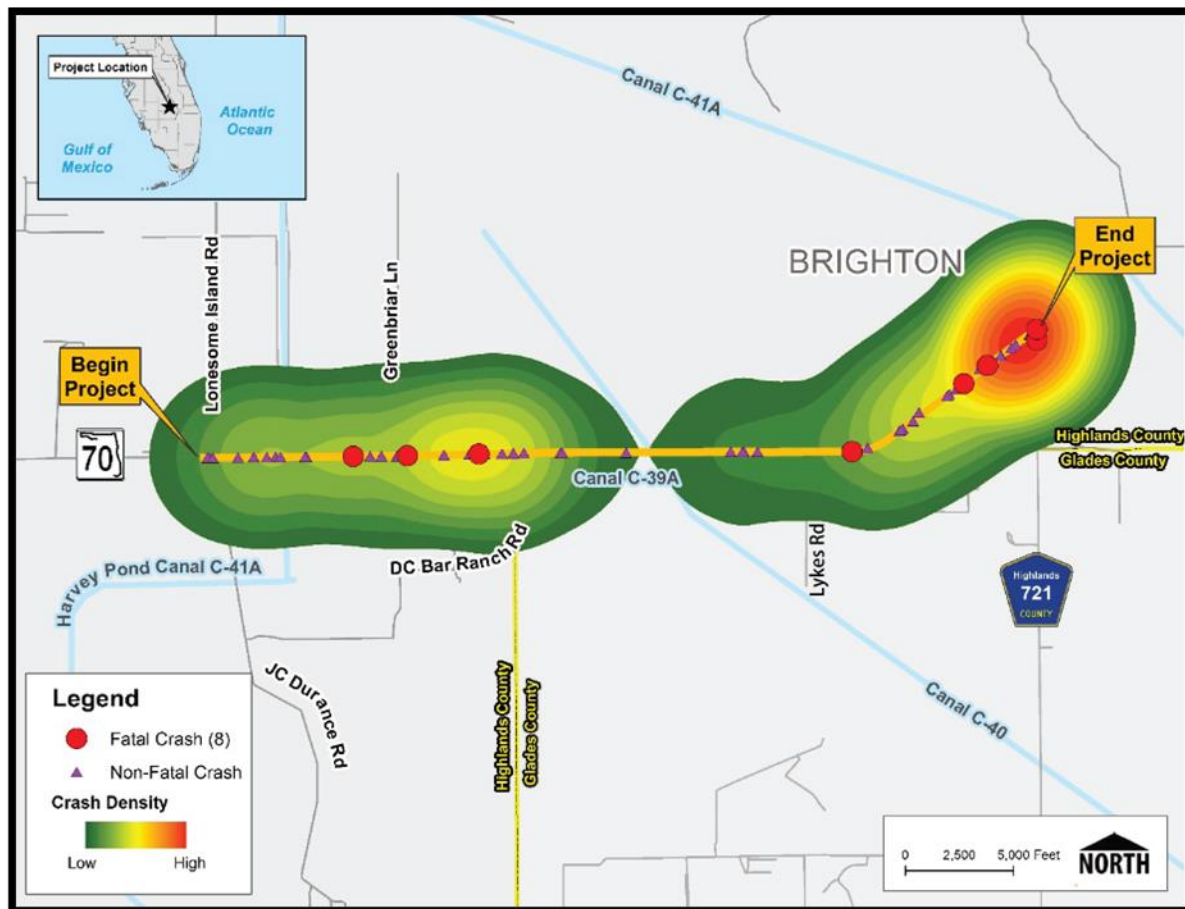 Project Location
Atlantic
Ocean
Gulf of
Mexico
Canal C-41A
Lonesome Island Rd
Greenbriar Ln
BRIGHTON
End
Project
Begin
Project
70
Highlands County
Glades County
Canal C-39A
DC Bar Ranch Rd
Lykes Rd
Harvey Pond Canal C-41A
Highlands
721
COUNTY
JC Durance Rd
Highlands County
Glades County
Canal C-40
Legend
Fatal Crash (8)
Non-Fatal Crash
Crash Density
Low High
0 2,500 5,000 Feet
NORTH